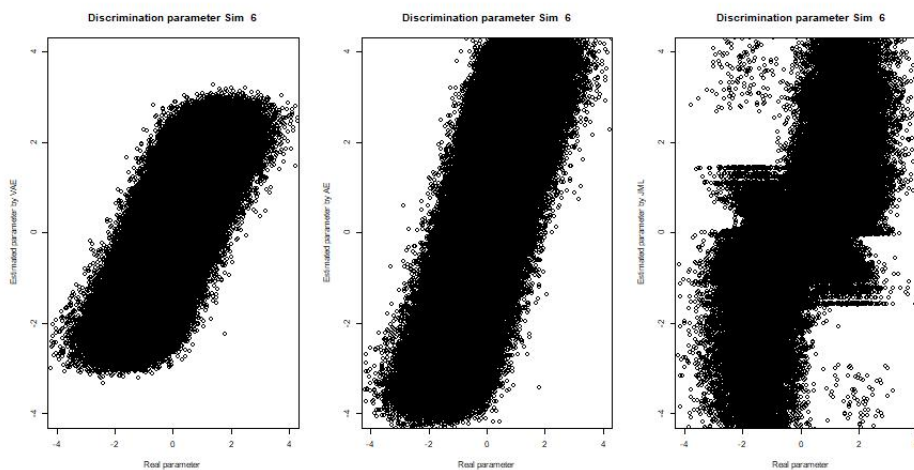 Discrimination parameter Sim 6
Estimated parameter by VAE
4
2
0
-2
-4
-4 -2 0 2 4
Real parameter
Discrimination parameter Sim 6
Estimated parameter by AE
4
2
0
-2
-4
-4 -2 0 2 4
Real parameter
Discrimination parameter Sim 6
Estimated parameter by JML
4
2
0
-2
-4
-4 -2 0 2 4
Real parameter